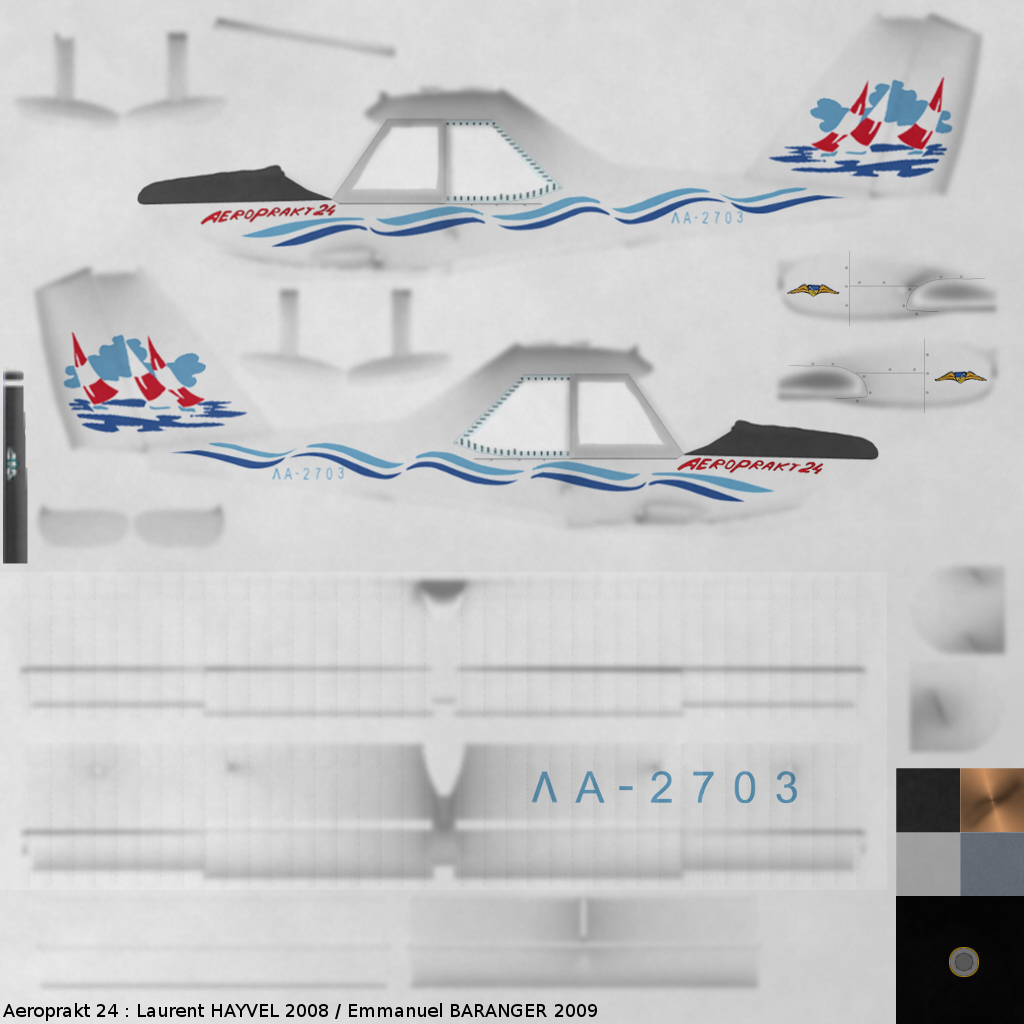 AEROPRAKT 24
ΛA-2703
ΛA-2703
AEROPRAKT 24
ΛA-2703
Aeroprakt 24 : Laurent HAYVEL 2008 / Emmanuel BARANGER 2009